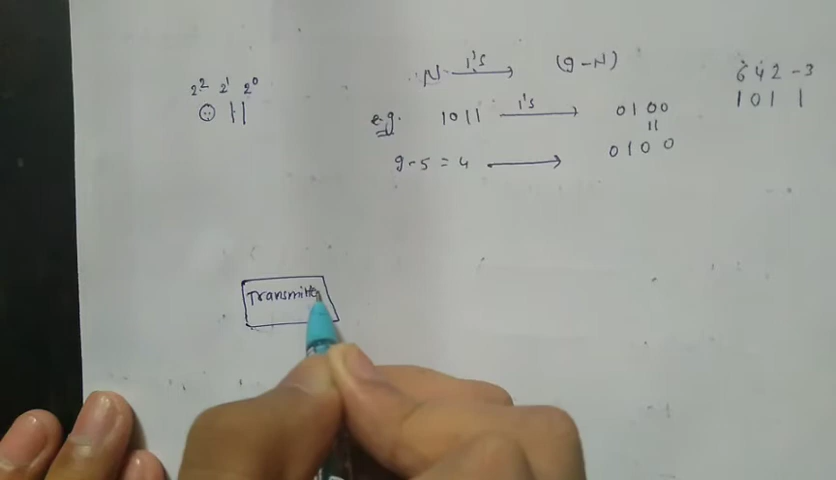 2² 2¹ 2⁰
0 1 1
N 1's → (9-N)
e.g. 1011 1's → 0100
11
9-5 = 4 → 0100
6 4 2 -3
1 0 1 1
Transmitte